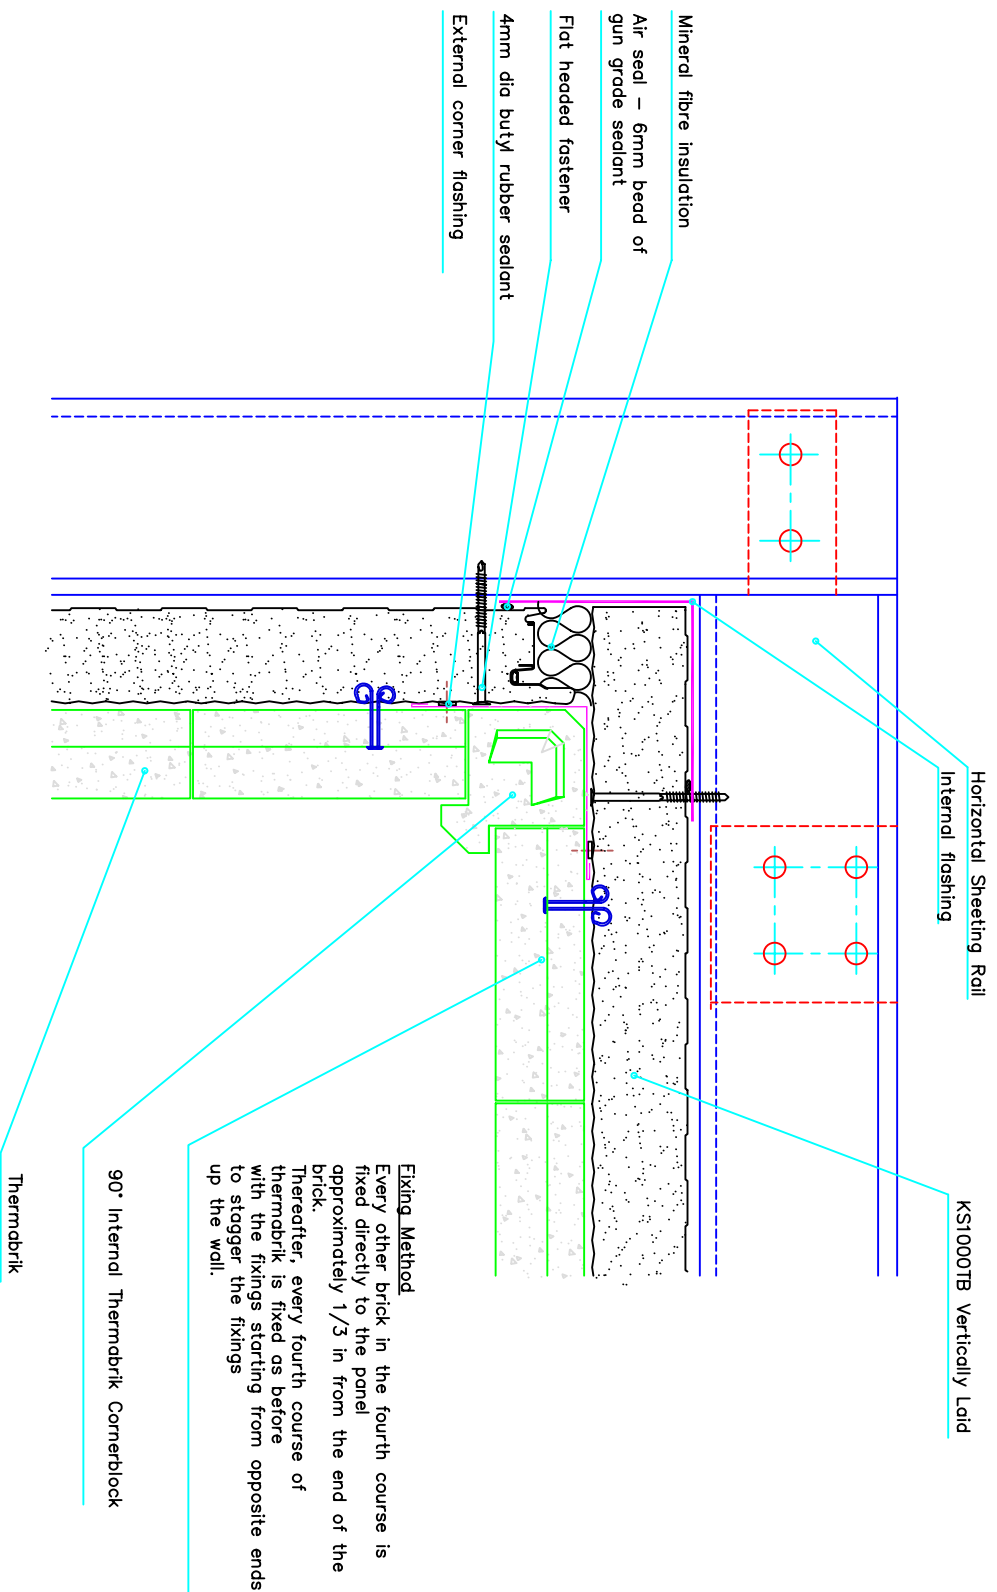 Horizontal Sheeting Rail
Internal flashing
KS1000TB Vertically Laid
Mineral fibre insulation
Air seal – 6mm bead of
gun grade sealant
Flat headed fastener
4mm dia butyl rubber sealant
External corner flashing
Fixing Method
Every other brick in the fourth course is
fixed directly to the panel
approximately 1/3 in from the end of the
brick.
Thereafter, every fourth course of
thermabrik is fixed as before
with the fixings starting from opposite ends
to stagger the fixings
up the wall.
90° Internal Thermabrik Cornerblock
Thermabrik